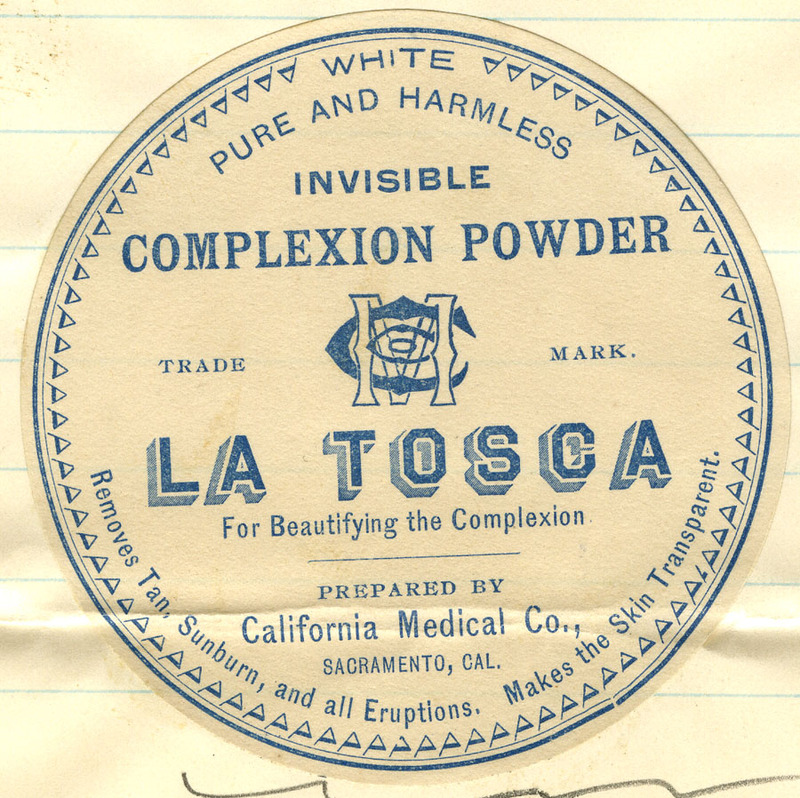 WHITE
PURE AND HARMLESS
INVISIBLE
COMPLEXION POWDER
TRADE MARK.
LA TOSCA
For Beautifying the Complexion
PREPARED BY
California Medical Co.,
SACRAMENTO, CAL.
Removes Tan, Sunburn, and all Eruptions. Makes the Skin Transparent.